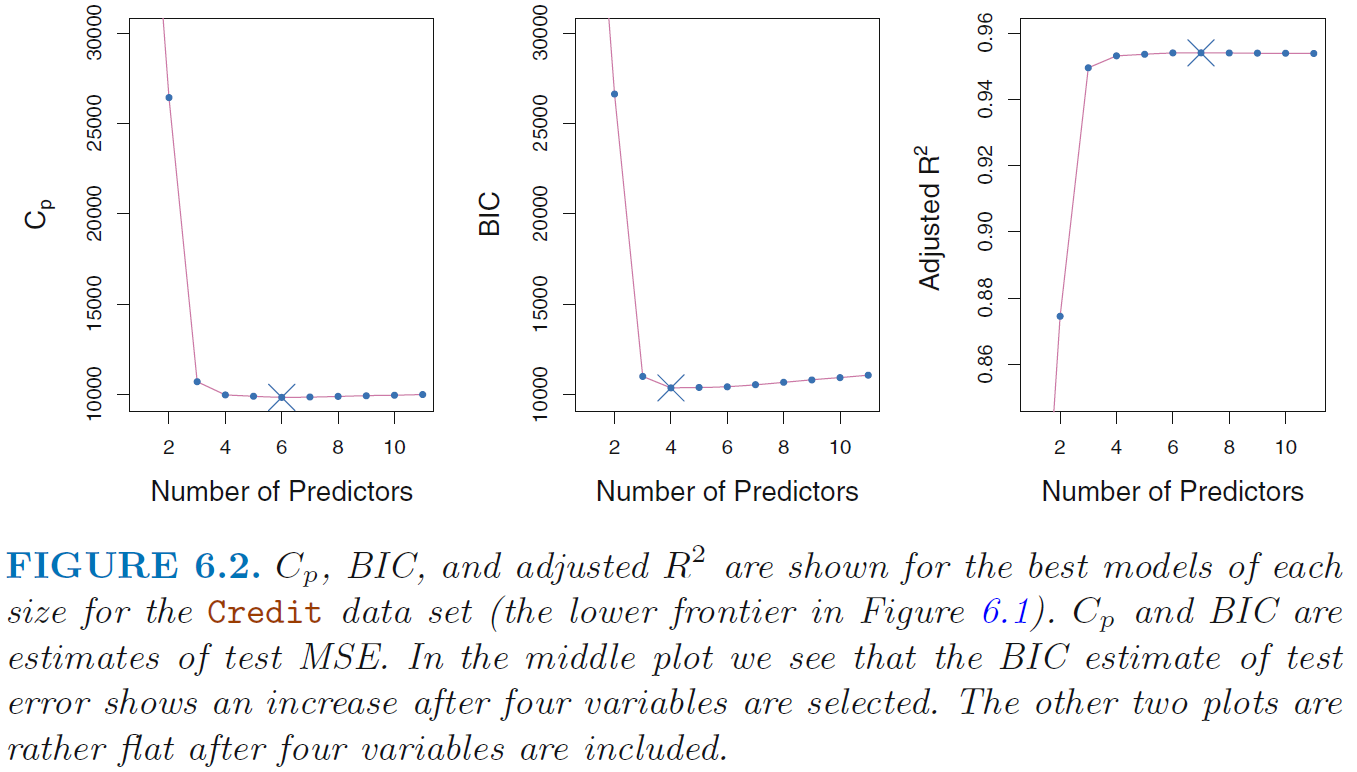 30000
25000
20000
15000
10000
Cp
2 4 6 8 10
Number of Predictors
30000
25000
20000
15000
10000
BIC
2 4 6 8 10
Number of Predictors
0.96
0.94
0.92
0.90
0.88
0.86
Adjusted R²
2 4 6 8 10
Number of Predictors
FIGURE 6.2. Cp, BIC, and adjusted R² are shown for the best models of each
size for the Credit data set (the lower frontier in Figure 6.1). Cp and BIC are
estimates of test MSE. In the middle plot we see that the BIC estimate of test
error shows an increase after four variables are selected. The other two plots are
rather flat after four variables are included.